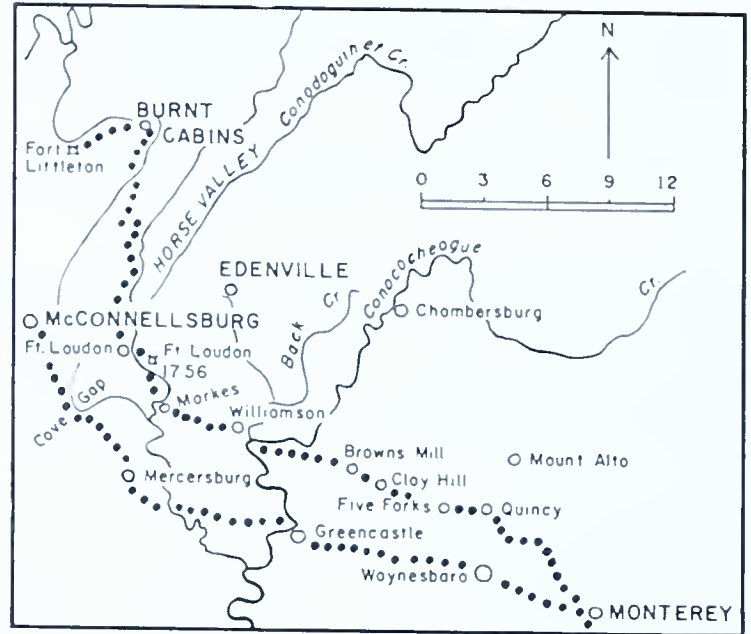 N
Conodoguinet Cr.
BURNT
CABINS
Fort
Littleton
HORSE VALLEY
0 3 6 9 12
Conococheague
EDENVILLE
Cr.
Cr.
Back
McCONNELLSBURG
Chambersburg
Ft. Loudon
Ft Loudon
1756
Cove Gap
Markes
Williamson
Browns Mill
Mount Alto
Mercersburg
Clay Hill
Five Forks
Quincy
Greencastle
Waynesboro
MONTEREY